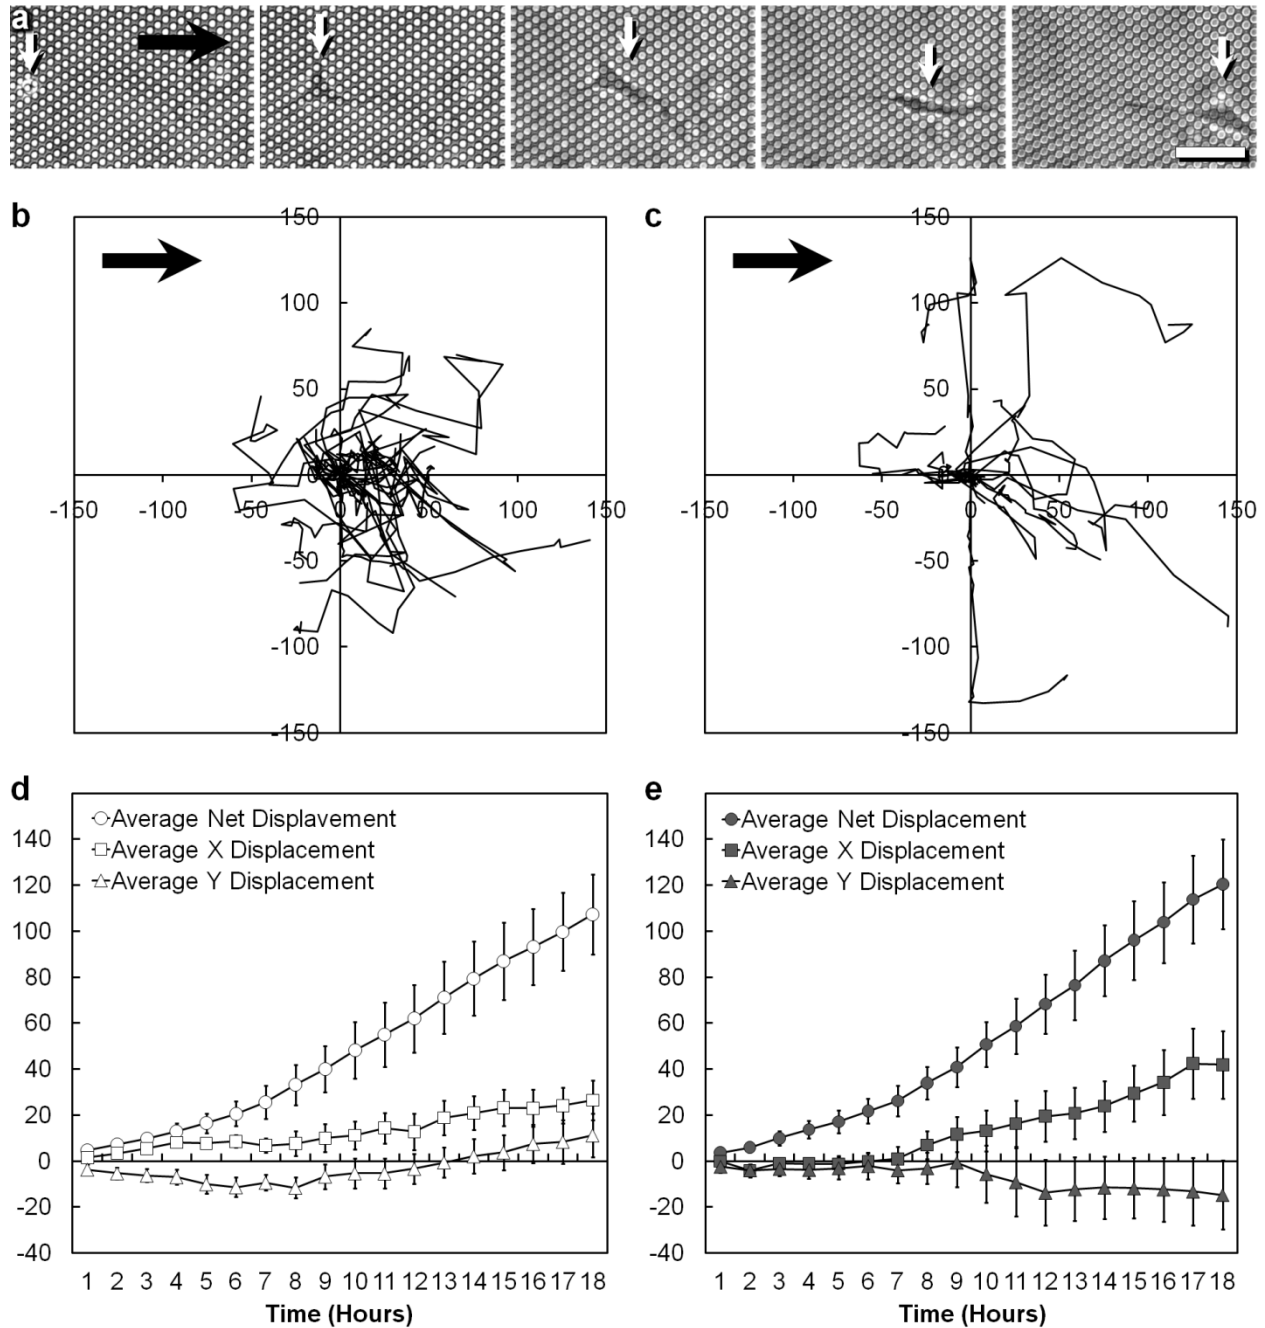 a
b
150
100
50
0
-150 -100 -50 0 50 100 150
-50
-100
-150
c
150
100
50
-150 -100 -50 0 50 100 150
-50
-100
-150
d
Average Net Displavement
Average X Displacement
Average Y Displacement
140
120
100
80
60
40
20
0
-20
-40
1 2 3 4 5 6 7 8 9 10 11 12 13 14 15 16 17 18
Time (Hours)
e
Average Net Displacement
Average X Displacement
Average Y Displacement
140
120
100
80
60
40
20
0
-20
-40
1 2 3 4 5 6 7 8 9 10 11 12 13 14 15 16 17 18
Time (Hours)